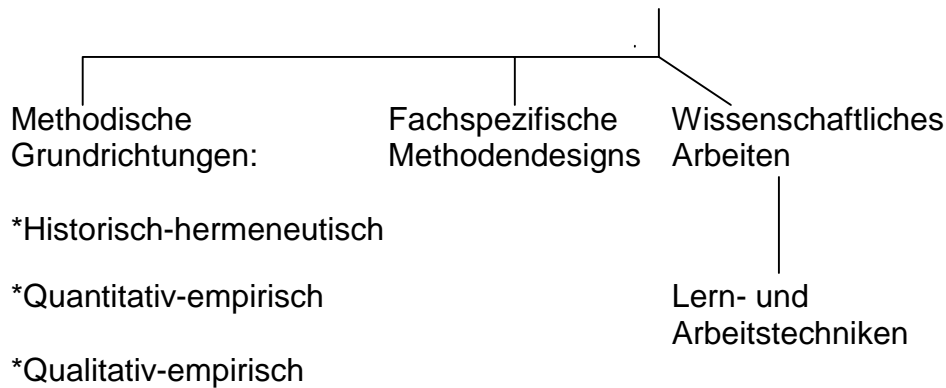 Methodische
Grundrichtungen:
*Historisch-hermeneutisch
*Quantitativ-empirisch
*Qualitativ-empirisch
Fachspezifische
Methodendesigns
Wissenschaftliches
Arbeiten
Lern- und
Arbeitstechniken